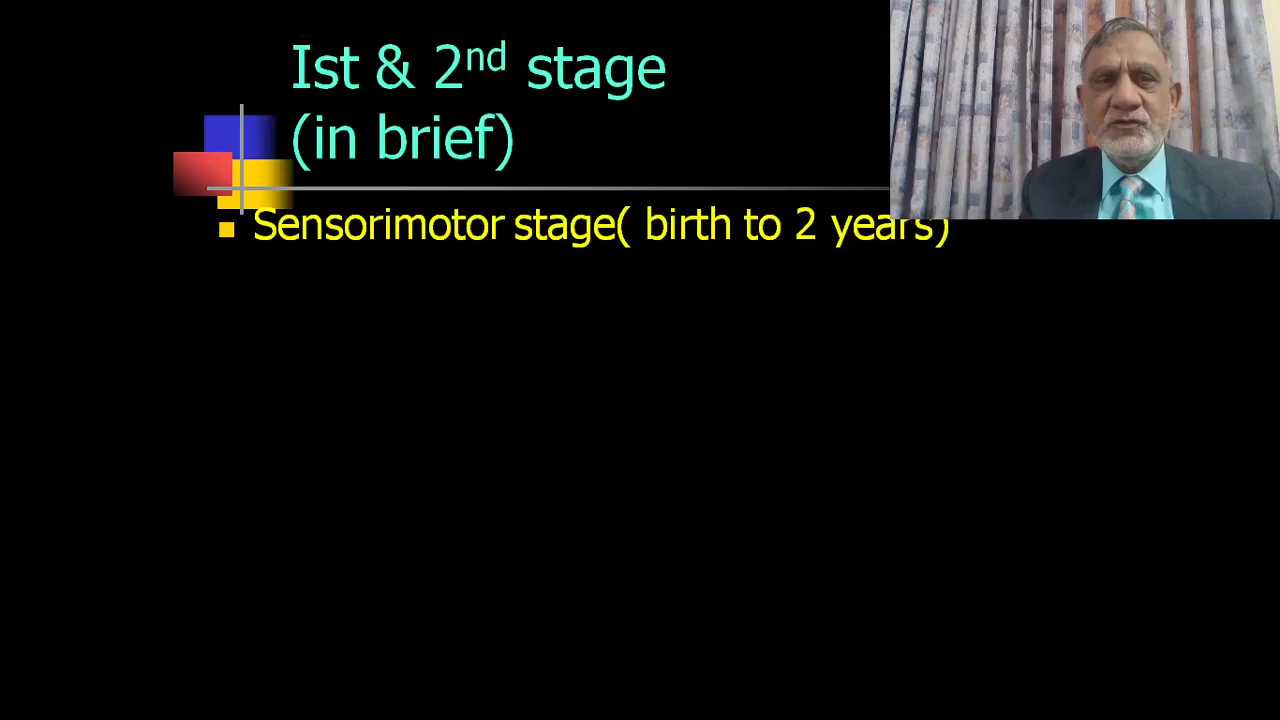 Ist & 2nd stage
(in brief)
Sensorimotor stage( birth to 2 years)